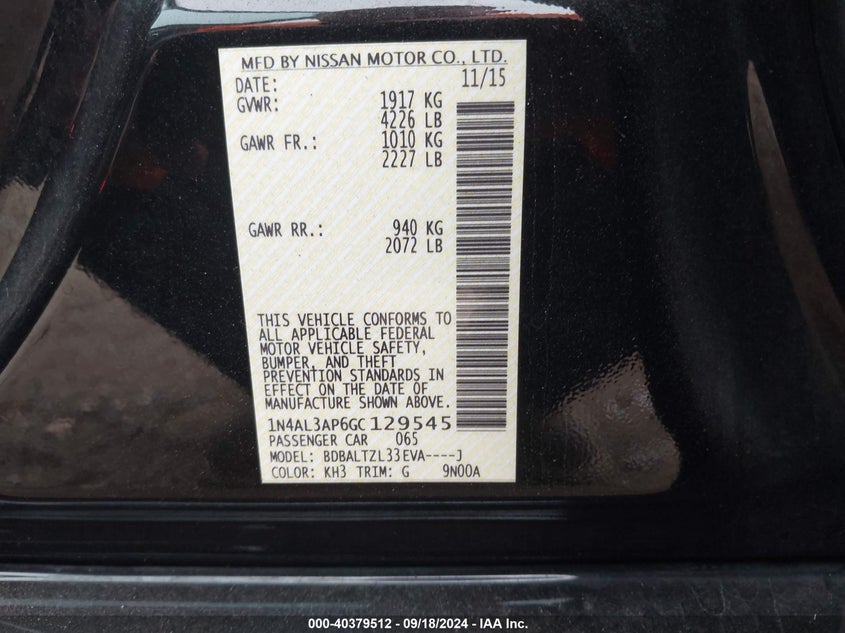 MFD BY NISSAN MOTOR CO., LTD.
DATE: 11/15
GVWR: 1917 KG
4226 LB
GAWR FR.: 1010 KG
2227 LB
GAWR RR.: 940 KG
2072 LB
THIS VEHICLE CONFORMS TO
ALL APPLICABLE FEDERAL
MOTOR VEHICLE SAFETY,
BUMPER, AND THEFT
PREVENTION STANDARDS IN
EFFECT ON THE DATE OF
MANUFACTURE SHOWN ABOVE.
1N4AL3AP6GC129545
PASSENGER CAR 065
MODEL: BDBALTZL33EVA----J
COLOR: KH3 TRIM: G 9N00A
000-40379512 - 09/18/2024 - IAA Inc.